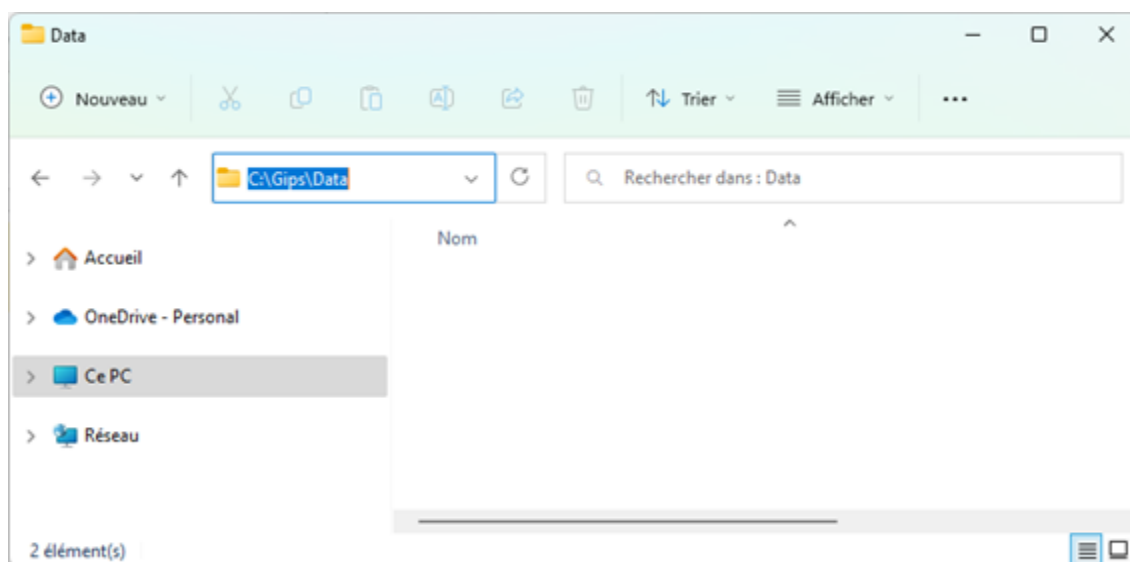 Data
Nouveau Trier Afficher
C:\Gips\Data Rechercher dans : Data
Nom
Accueil
OneDrive - Personal
Ce PC
Réseau
2 élément(s)